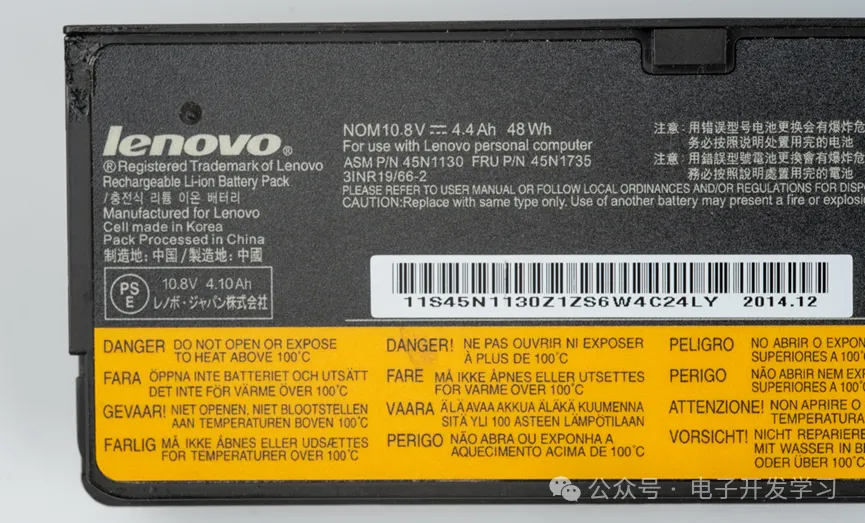 lenovo®
®Registered Trademark of Lenovo
Rechargeable Li-ion Battery Pack
/충전식 리튬 이온 배터리
Manufactured for Lenovo
Cell made in Korea
Pack Processed in China
制造地: 中国 / 製造地: 中國
PS
E
10.8V 4.10Ah
レノボ・ジャパン株式会社
NOM10.8V ⎓ 4.4Ah 48Wh
For use with Lenovo personal computer
ASM P/N 45N1130 FRU P/N 45N1735
3INR19/66-2
PLEASE REFER TO USER MANUAL OR FOLLOW LOCAL ORDINANCES AND/OR REGULATIONS FOR DISP
CAUTION:Replace with same type only. Use of another battery may present a fire or explosi
注意: 用错误型号电池更换会有爆炸危
务必按照说明处置用完的电池
注意: 用錯誤型號電池更換會有爆炸危
務必按照說明處置用完的電池
11S45N1130Z1ZS6W4C24LY 2014.12
DANGER DO NOT OPEN OR EXPOSE
TO HEAT ABOVE 100°C
FARA ÖPPNA INTE BATTERIET OCH UTSÄTT
DET INTE FÖR VÄRME ÖVER 100°C
GEVAAR! NIET OPENEN, NIET BLOOTSTELLEN
AAN TEMPERATUREN BOVEN 100°C
FARLIG MÅ IKKE ÅBNES ELLER UDSÆTTES
FOR TEMPERATURER OVER 100°C
DANGER! NE PAS OUVRIR NI EXPOSER
À PLUS DE 100°C
FARE MÅ IKKE ÅPNES ELLER UTSETTES
FOR VARME OVER 100°C
VAARA ÄLÄ AVAA AKKUA ÄLÄKÄ KUUMENNA
SITÄ YLI 100 ASTEEN LÄMPÖTILAAN
PERIGO NÃO ABRA OU EXPONHA A
AQUECIMENTO ACIMA DE 100°C
PELIGRO NO ABRIR O EXPON
SUPERIORES A 100°
PERIGO NÃO ABRIR NEM EXP
SUPERIORES A 100°C
ATTENZIONE! NON APRIRE O
TEMPERATURA
VORSICHT! NICHT REPARIERE
MIT WASSER IN BE
ODER ÜBER 100°C
公众号 · 电子开发学习